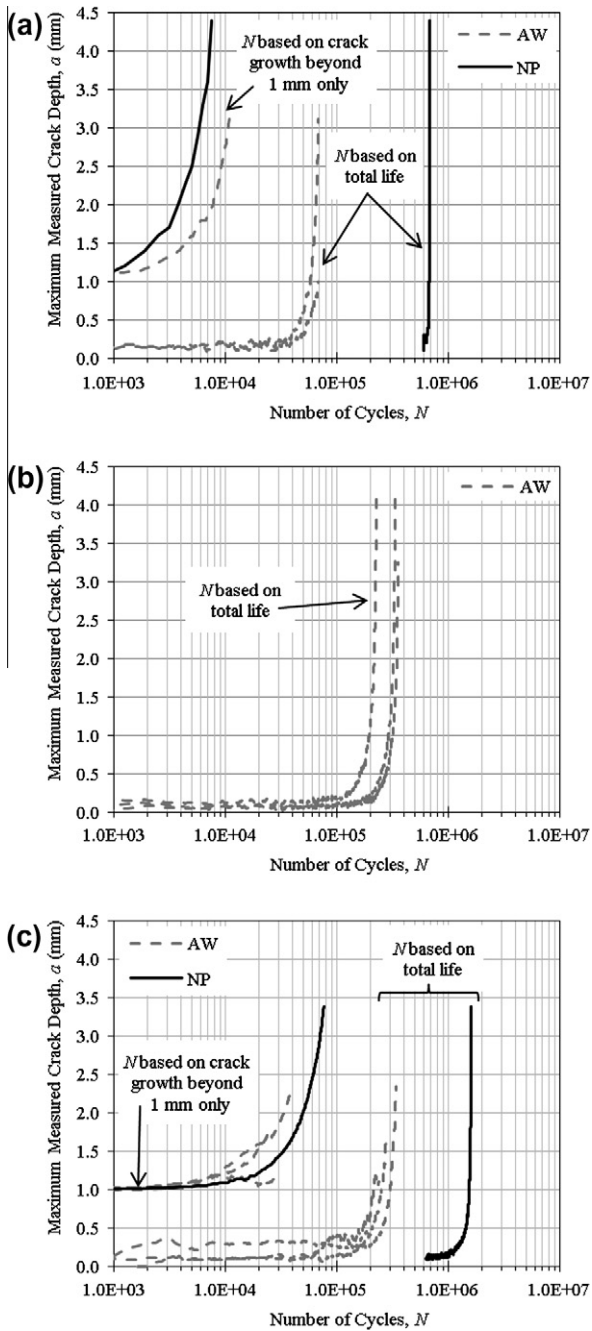 (a)
4.5
4.0
3.5
3.0
2.5
2.0
1.5
1.0
0.5
0.0
Maximum Measured Crack Depth, a (mm)
N based on crack
growth beyond
1 mm only
AW
NP
N based on
total life
1.0E+03
1.0E+04
1.0E+05
1.0E+06
1.0E+07
Number of Cycles, N
(b)
4.5
4.0
3.5
3.0
2.5
2.0
1.5
1.0
0.5
0.0
Maximum Measured Crack Depth, a (mm)
AW
N based on
total life
1.0E+03
1.0E+04
1.0E+05
1.0E+06
1.0E+07
Number of Cycles, N
(c)
4.5
4.0
3.5
3.0
2.5
2.0
1.5
1.0
0.5
0.0
Maximum Measured Crack Depth, a (mm)
AW
NP
N based on
total life
N based on crack
growth beyond
1 mm only
1.0E+03
1.0E+04
1.0E+05
1.0E+06
1.0E+07
Number of Cycles, N